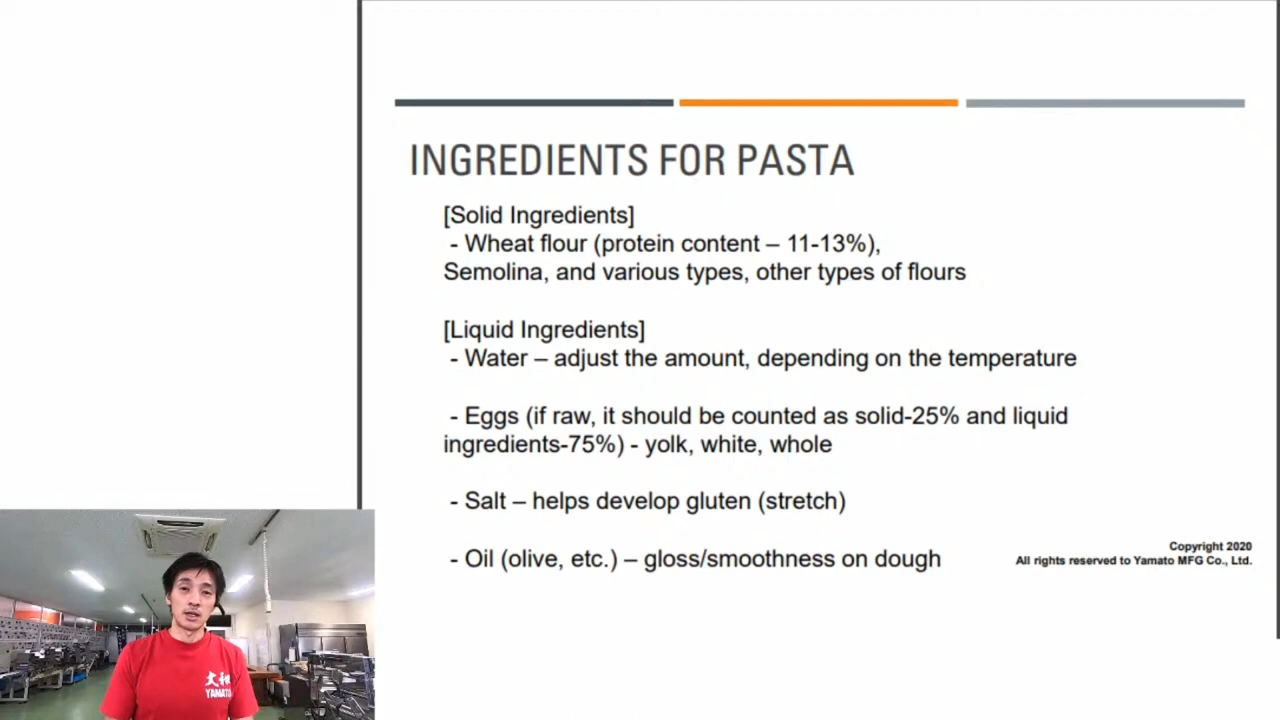 INGREDIENTS FOR PASTA
[Solid Ingredients]
- Wheat flour (protein content – 11-13%),
Semolina, and various types, other types of flours
[Liquid Ingredients]
- Water – adjust the amount, depending on the temperature
- Eggs (if raw, it should be counted as solid-25% and liquid
ingredients-75%) - yolk, white, whole
- Salt – helps develop gluten (stretch)
- Oil (olive, etc.) – gloss/smoothness on dough
Copyright 2020
All rights reserved to Yamato MFG Co., Ltd.
大和
YAMATO